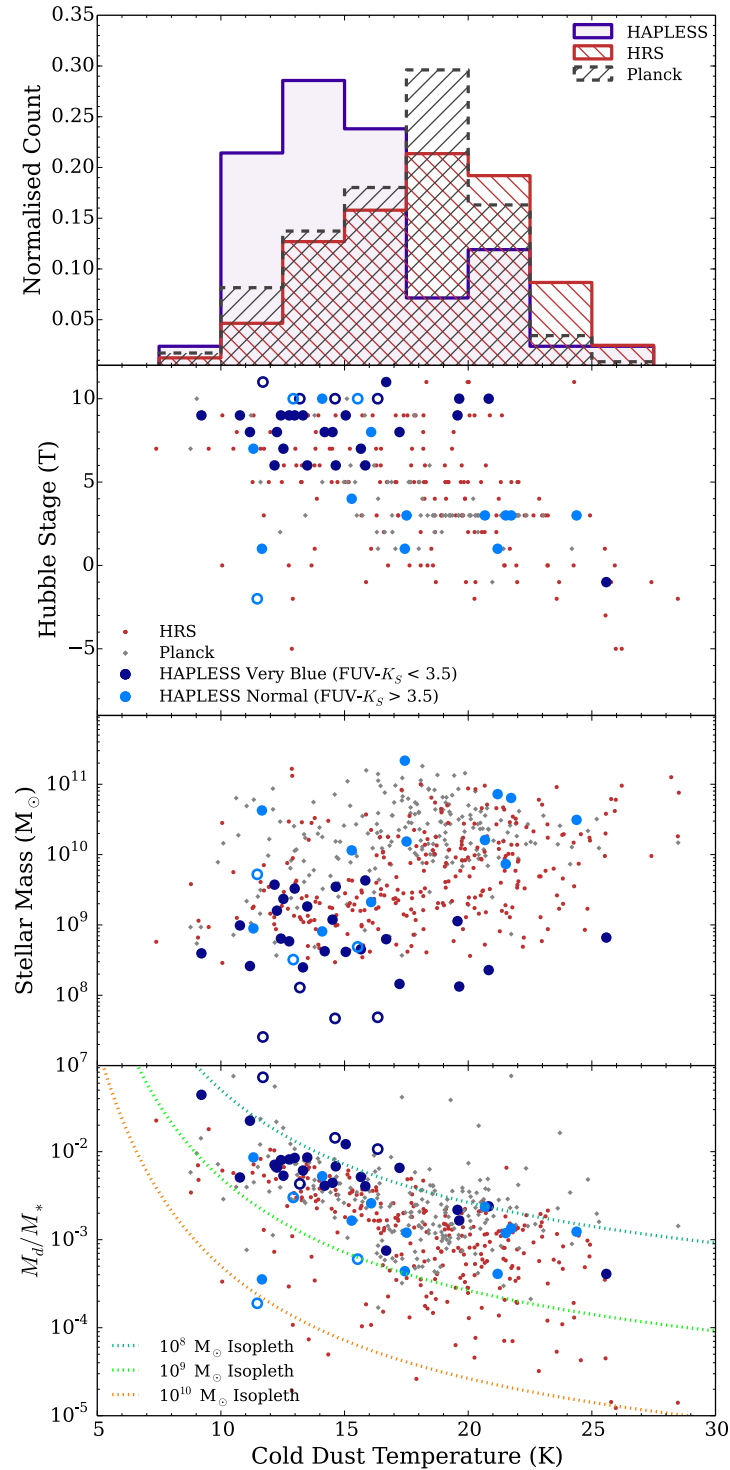 0.35
0.30
0.25
0.20
0.15
0.10
0.05
Normalised Count
HAPLESS
HRS
Planck
10
5
0
−5
Hubble Stage (T)
HRS
Planck
HAPLESS Very Blue (FUV-K_S < 3.5)
HAPLESS Normal (FUV-K_S > 3.5)
10^11
10^10
10^9
10^8
10^7
Stellar Mass (M_⊙)
10^-2
10^-3
10^-4
10^-5
M_d/M_*
10^8 M_⊙ Isopleth
10^9 M_⊙ Isopleth
10^10 M_⊙ Isopleth
5 10 15 20 25 30
Cold Dust Temperature (K)